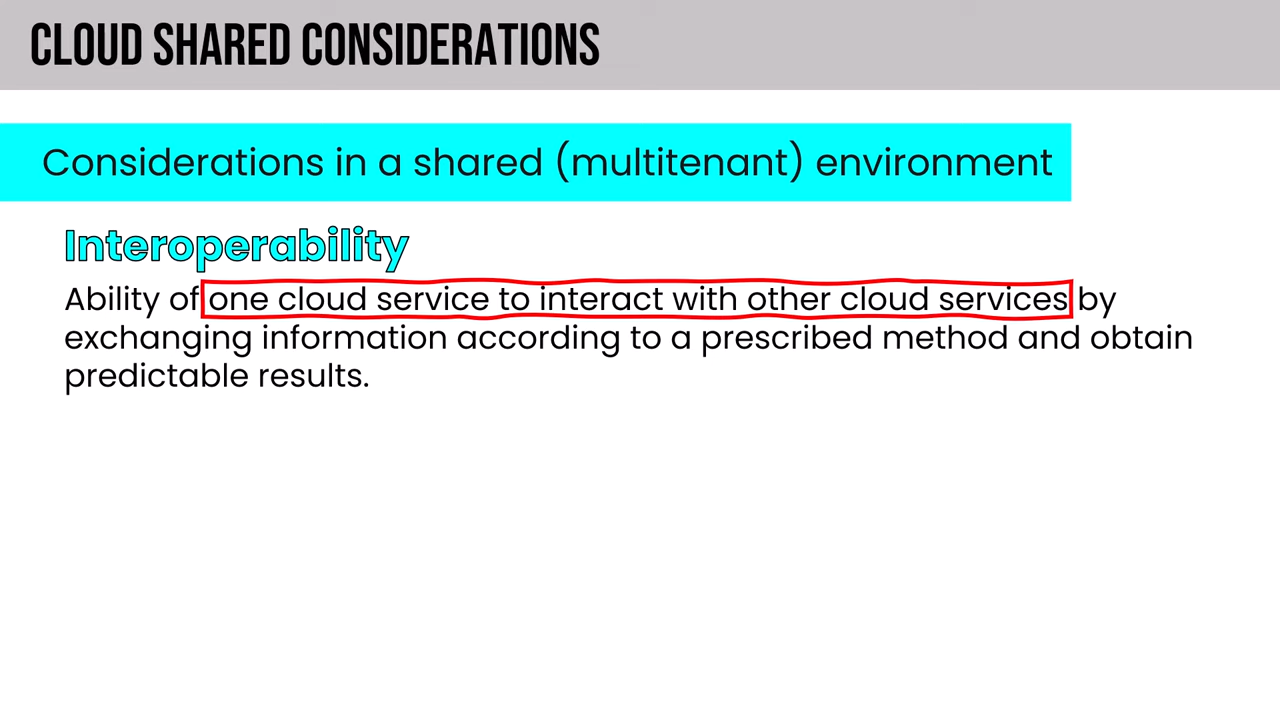 CLOUD SHARED CONSIDERATIONS
Considerations in a shared (multitenant) environment
Interoperability
Ability of one cloud service to interact with other cloud services by
exchanging information according to a prescribed method and obtain
predictable results.